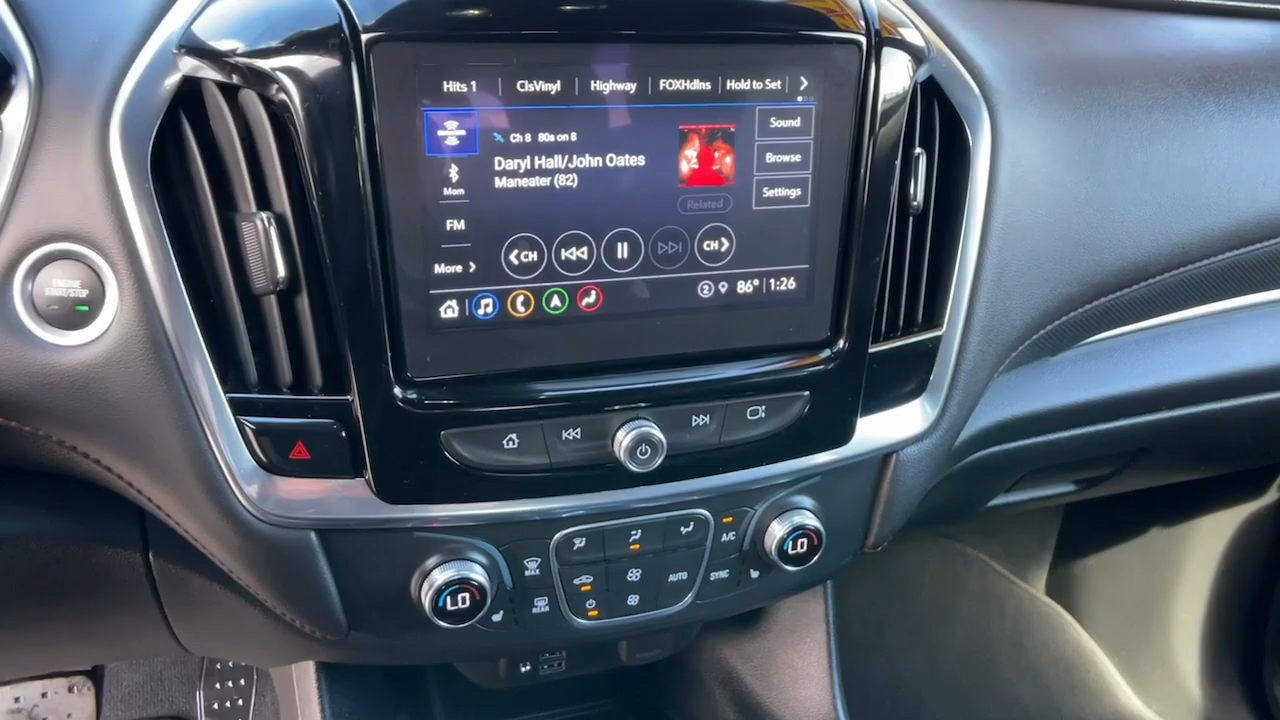 Hits 1
ClsVinyl
Highway
FOXHdlns
Hold to Set
Ch 8 80s on 8
Daryl Hall/John Oates
Maneater (82)
Related
Sound
Browse
Settings
Mom
FM
More
CH
CH
2
86°
1:26
ENGINE
START/STOP
LO
MAX
REAR
AUTO
A/C
SYNC
LO